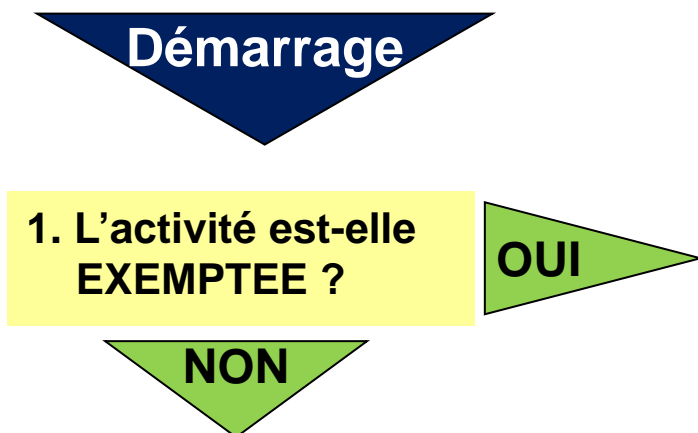 Démarrage
1. L’activité est-elle
EXEMPTEE ?
OUI
NON